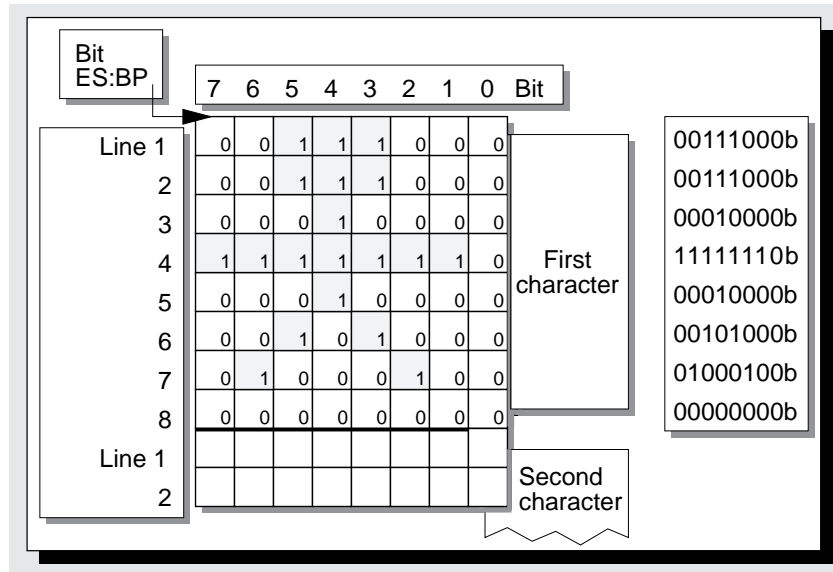 Bit
ES:BP
7 6 5 4 3 2 1 0 Bit
Line 1 0 0 1 1 1 0 0 0 00111000b
2 0 0 1 1 1 0 0 0 00111000b
3 0 0 0 1 0 0 0 0 00010000b
4 1 1 1 1 1 1 1 0 First 11111110b
5 0 0 0 1 0 0 0 0 character 00010000b
6 0 0 1 0 1 0 0 0 00101000b
7 0 1 0 0 0 1 0 0 01000100b
8 0 0 0 0 0 0 0 0 00000000b
Line 1
2 Second
character